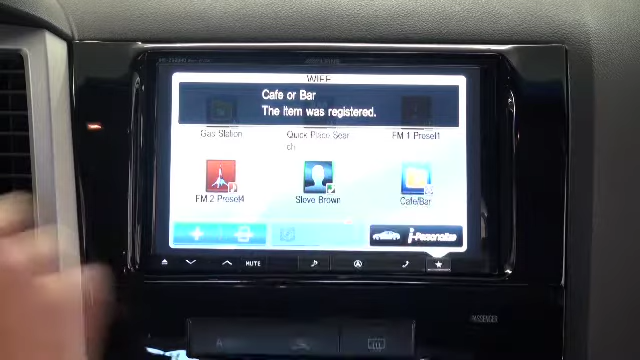 ALPINE
WIFE
Cafe or Bar
The item was registered.
Gas Station
Quick Place Sear
ch
FM 1 Preset1
FM 2 Preset4
Steve Brown
Cafe/Bar
i-Personalize
MUTE